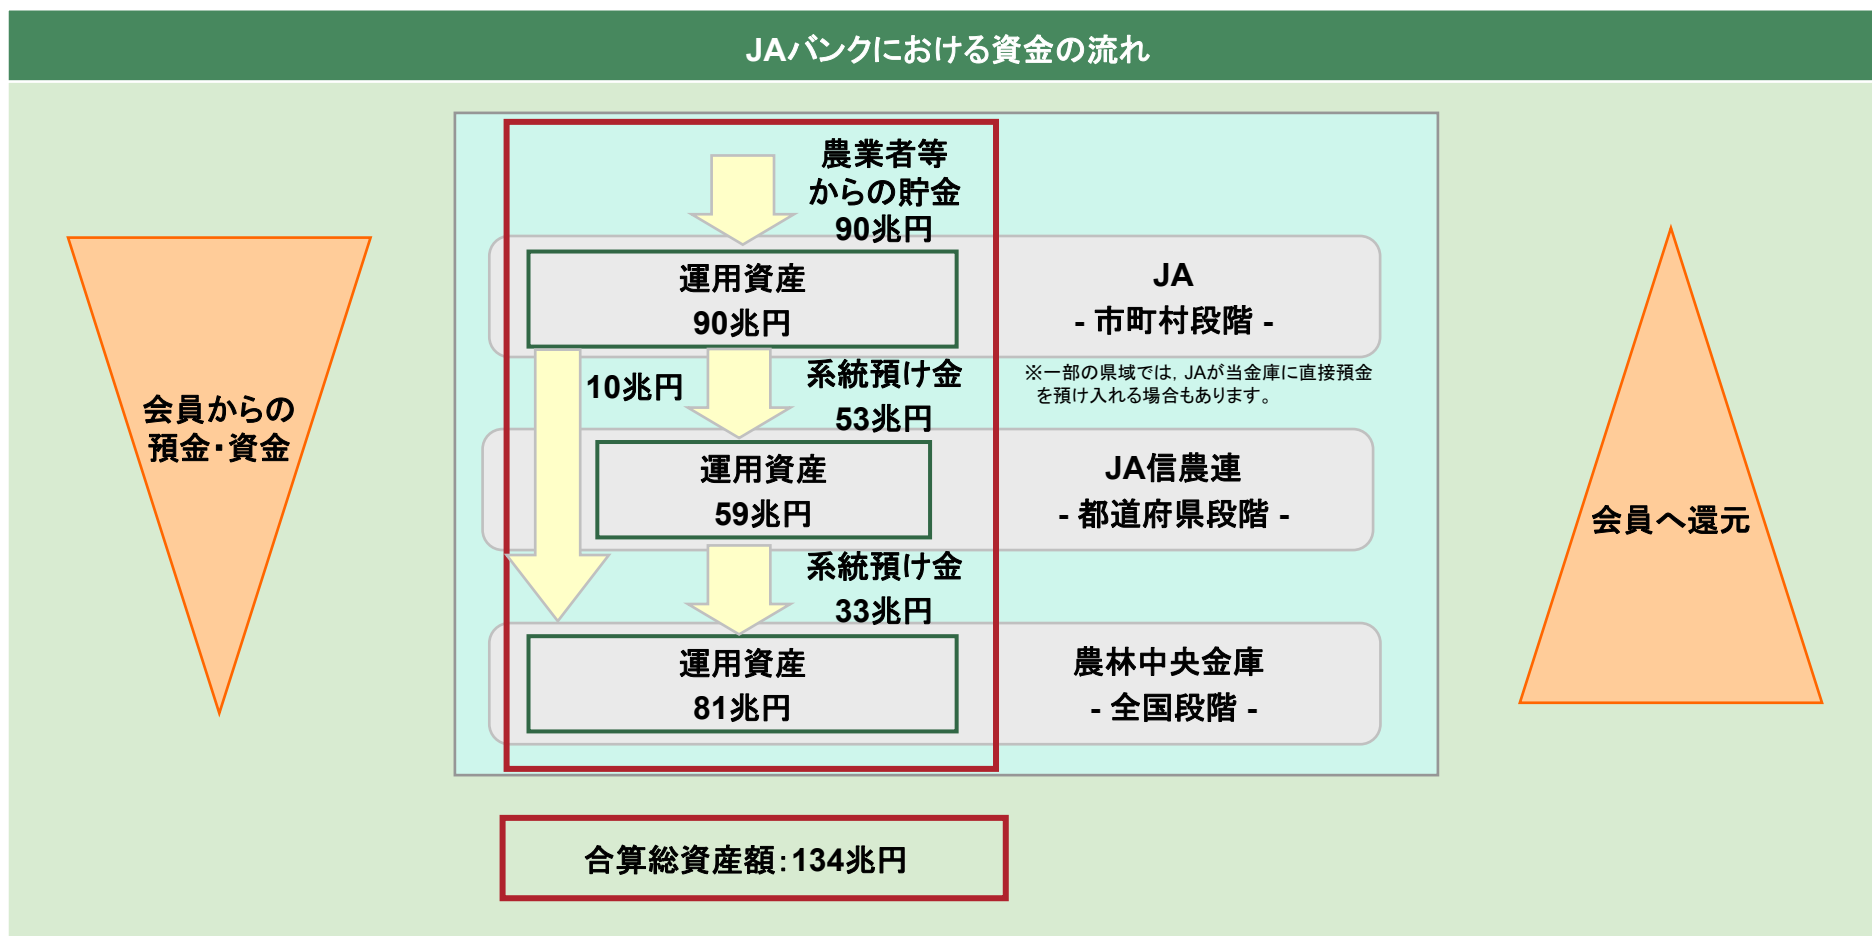 JAバンクにおける資金の流れ
農業者等
からの貯金
90兆円
運用資産
90兆円
JA
- 市町村段階 -
10兆円
系統預け金
53兆円
※一部の県域では, JAが当金庫に直接預金
を預け入れる場合もあります。
会員からの
預金・資金
運用資産
59兆円
JA信農連
- 都道府県段階 -
会員へ還元
系統預け金
33兆円
運用資産
81兆円
農林中央金庫
- 全国段階 -
合算総資産額:134兆円